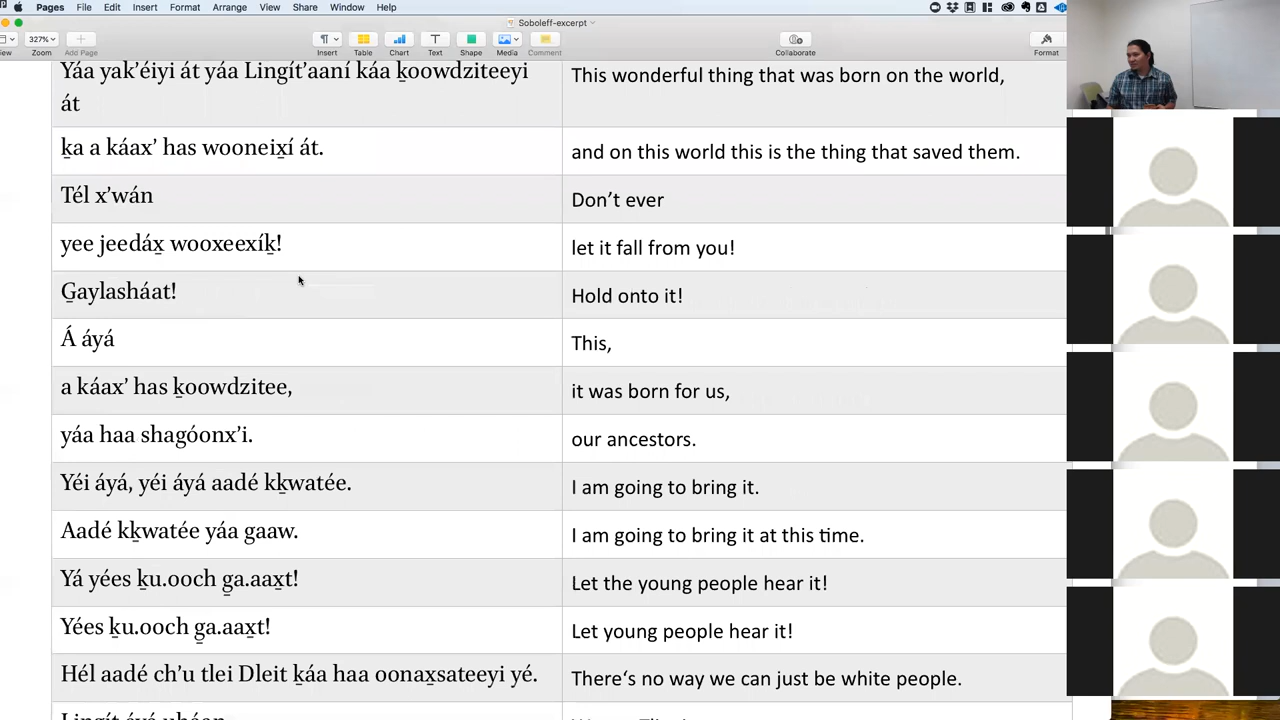 Pages File Edit Insert Format Arrange View Share Window Help
Soboleff-excerpt
327%
Zoom Add Page Insert Table Chart Text Shape Media Comment Collaborate Format
Yáa yak’éiyi át yáa Lingít’aaní káa ḵoowdziteeyi
át
This wonderful thing that was born on the world,
ḵa a káax’ has wooneix̱í át.
and on this world this is the thing that saved them.
Tél x’wán
Don’t ever
yee jeedáx̱ wooxeexíḵ!
let it fall from you!
G̱aylasháat!
Hold onto it!
Á áyá
This,
a káax’ has ḵoowdzitee,
it was born for us,
yáa haa shagóonx’i.
our ancestors.
Yéi áyá, yéi áyá aadé kḵwatée.
I am going to bring it.
Aadé kḵwatée yáa gaaw.
I am going to bring it at this time.
Yá yées ḵu.ooch g̱a.aax̱t!
Let the young people hear it!
Yées ḵu.ooch g̱a.aax̱t!
Let young people hear it!
Hél aadé ch’u tlei Dleit ḵáa haa oonax̱sateeyi yé.
There‘s no way we can just be white people.